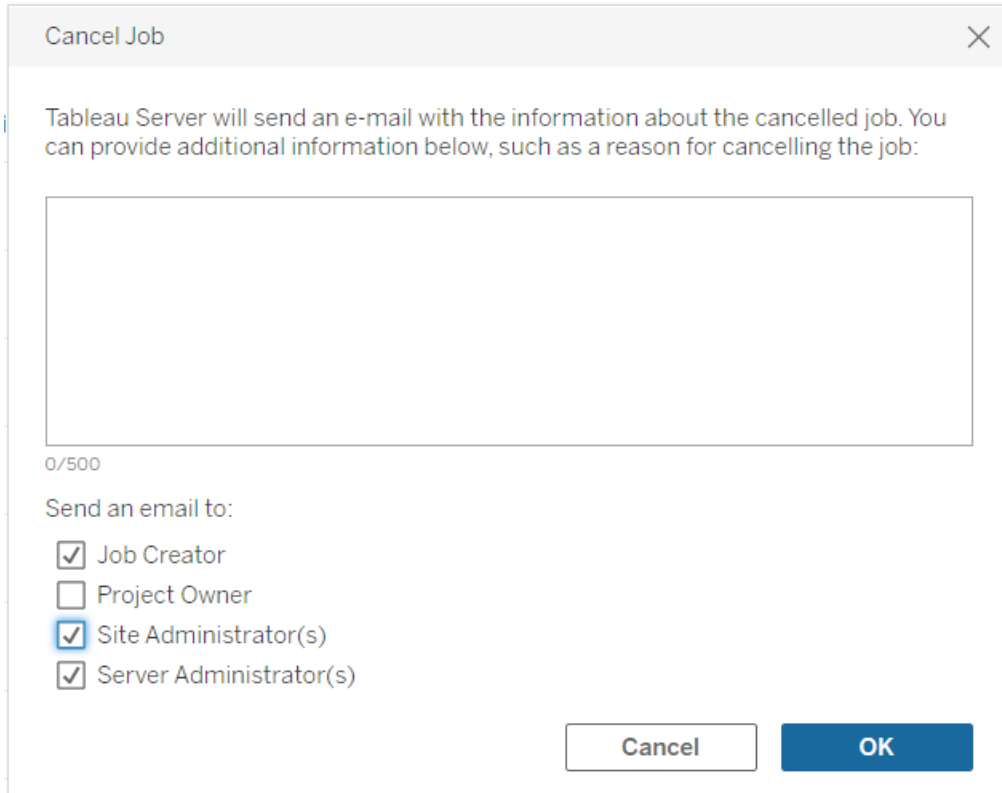 Cancel Job
Tableau Server will send an e-mail with the information about the cancelled job. You
can provide additional information below, such as a reason for cancelling the job:
0/500
Send an email to:
Job Creator
Project Owner
Site Administrator(s)
Server Administrator(s)
Cancel
OK